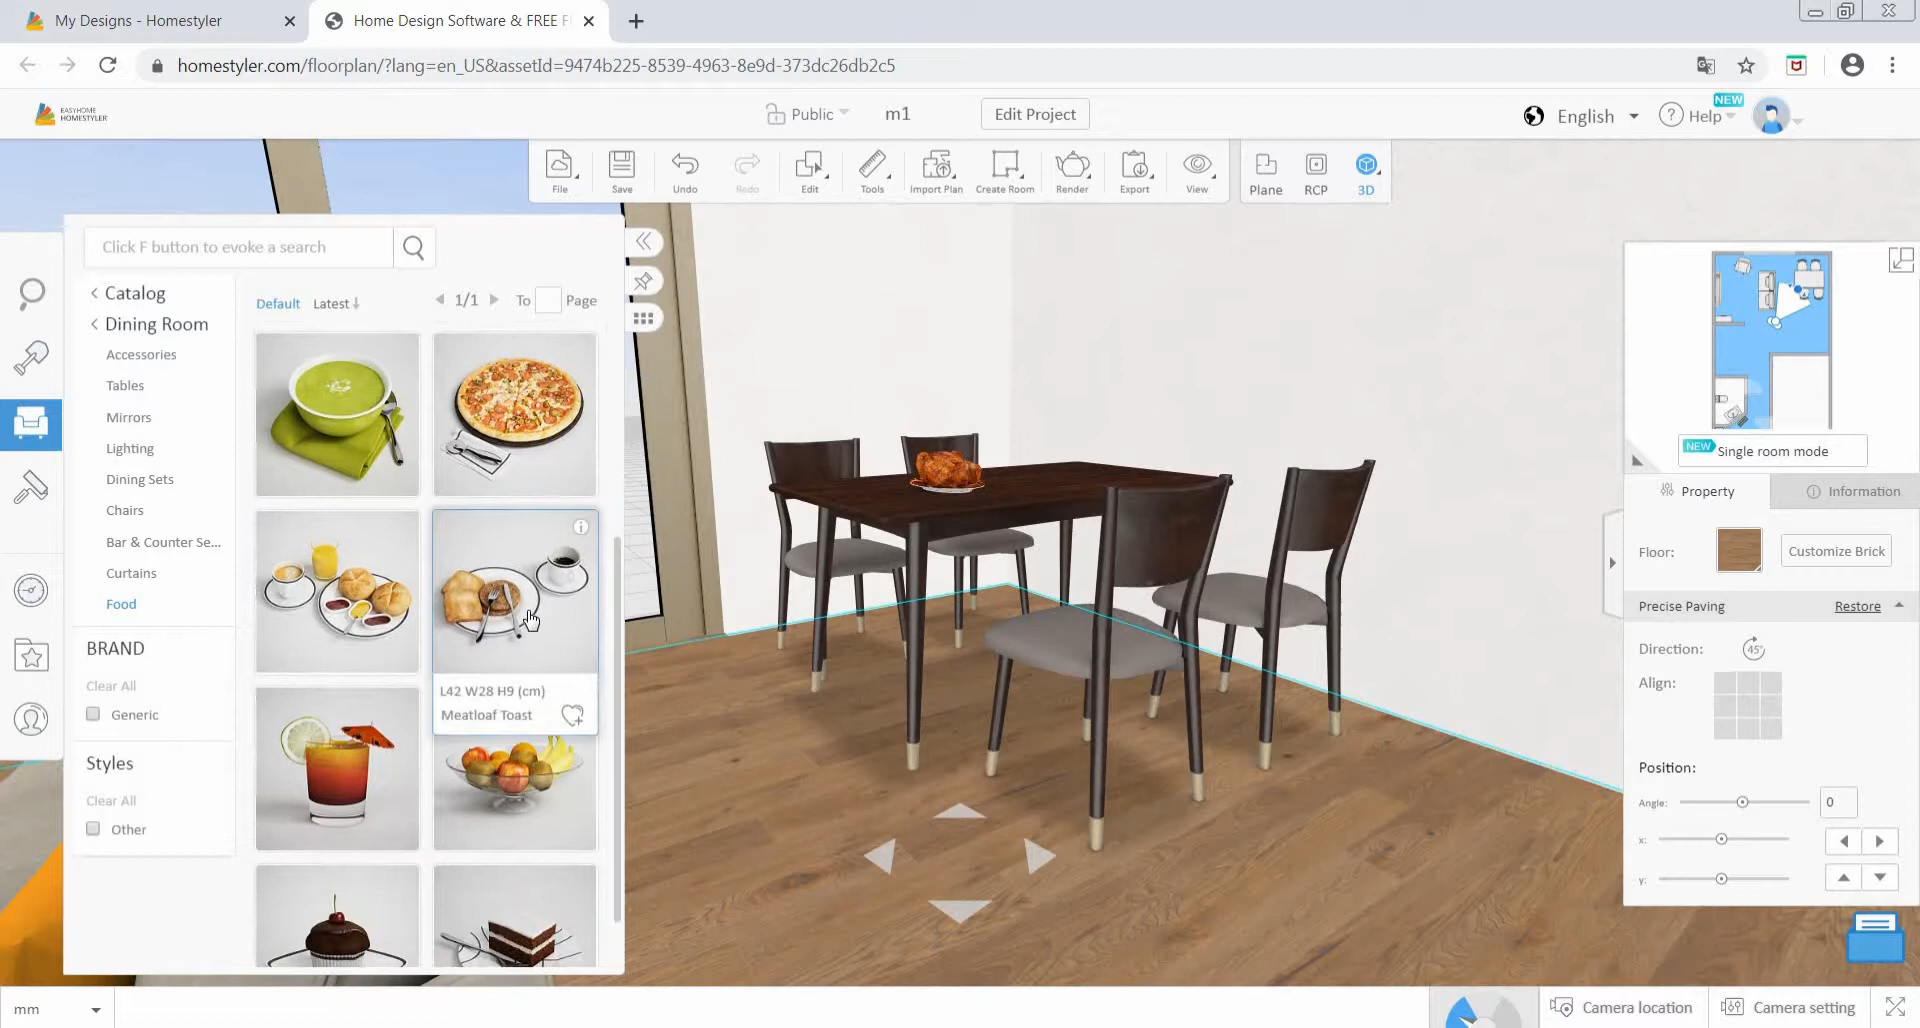 My Designs - Homestyler
Home Design Software & FREE F
homestyler.com/floorplan/?lang=en_US&assetId=9474b225-8539-4963-8e9d-373dc26db2c5
EASYHOME
HOMESTYLER
Public
m1
Edit Project
English
Help
NEW
File
Save
Undo
Redo
Edit
Tools
Import Plan
Create Room
Render
Export
View
Plane
RCP
3D
Click F button to evoke a search
Catalog
Dining Room
Accessories
Tables
Mirrors
Lighting
Dining Sets
Chairs
Bar & Counter Se...
Curtains
Food
BRAND
Clear All
Generic
Styles
Clear All
Other
Default
Latest
1/1
To
Page
L42 W28 H9 (cm)
Meatloaf Toast
NEW
Single room mode
Property
Information
Floor:
Customize Brick
Precise Paving
Restore
Direction:
45°
Align:
Position:
Angle:
0
x:
y:
mm
Camera location
Camera setting